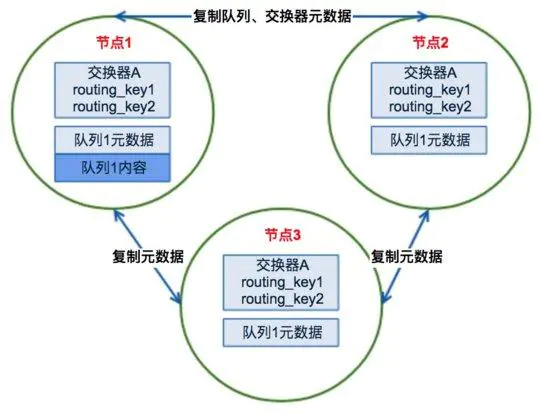 复制队列、交换器元数据
节点1
交换器A
routing_key1
routing_key2
队列1元数据
队列1内容
节点2
交换器A
routing_key1
routing_key2
队列1元数据
复制元数据
复制元数据
节点3
交换器A
routing_key1
routing_key2
队列1元数据